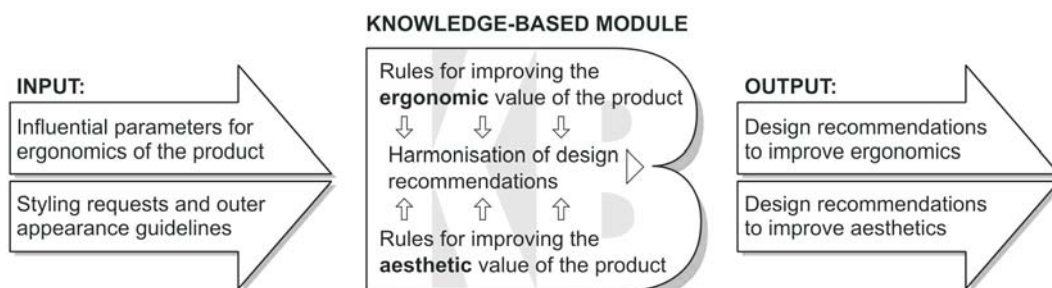 KNOWLEDGE-BASED MODULE
INPUT:
Influential parameters for
ergonomics of the product
Styling requests and outer
appearance guidelines
Rules for improving the
ergonomic value of the product
Harmonisation of design
recommendations
Rules for improving the
aesthetic value of the product
KB
OUTPUT:
Design recommendations
to improve ergonomics
Design recommendations
to improve aesthetics